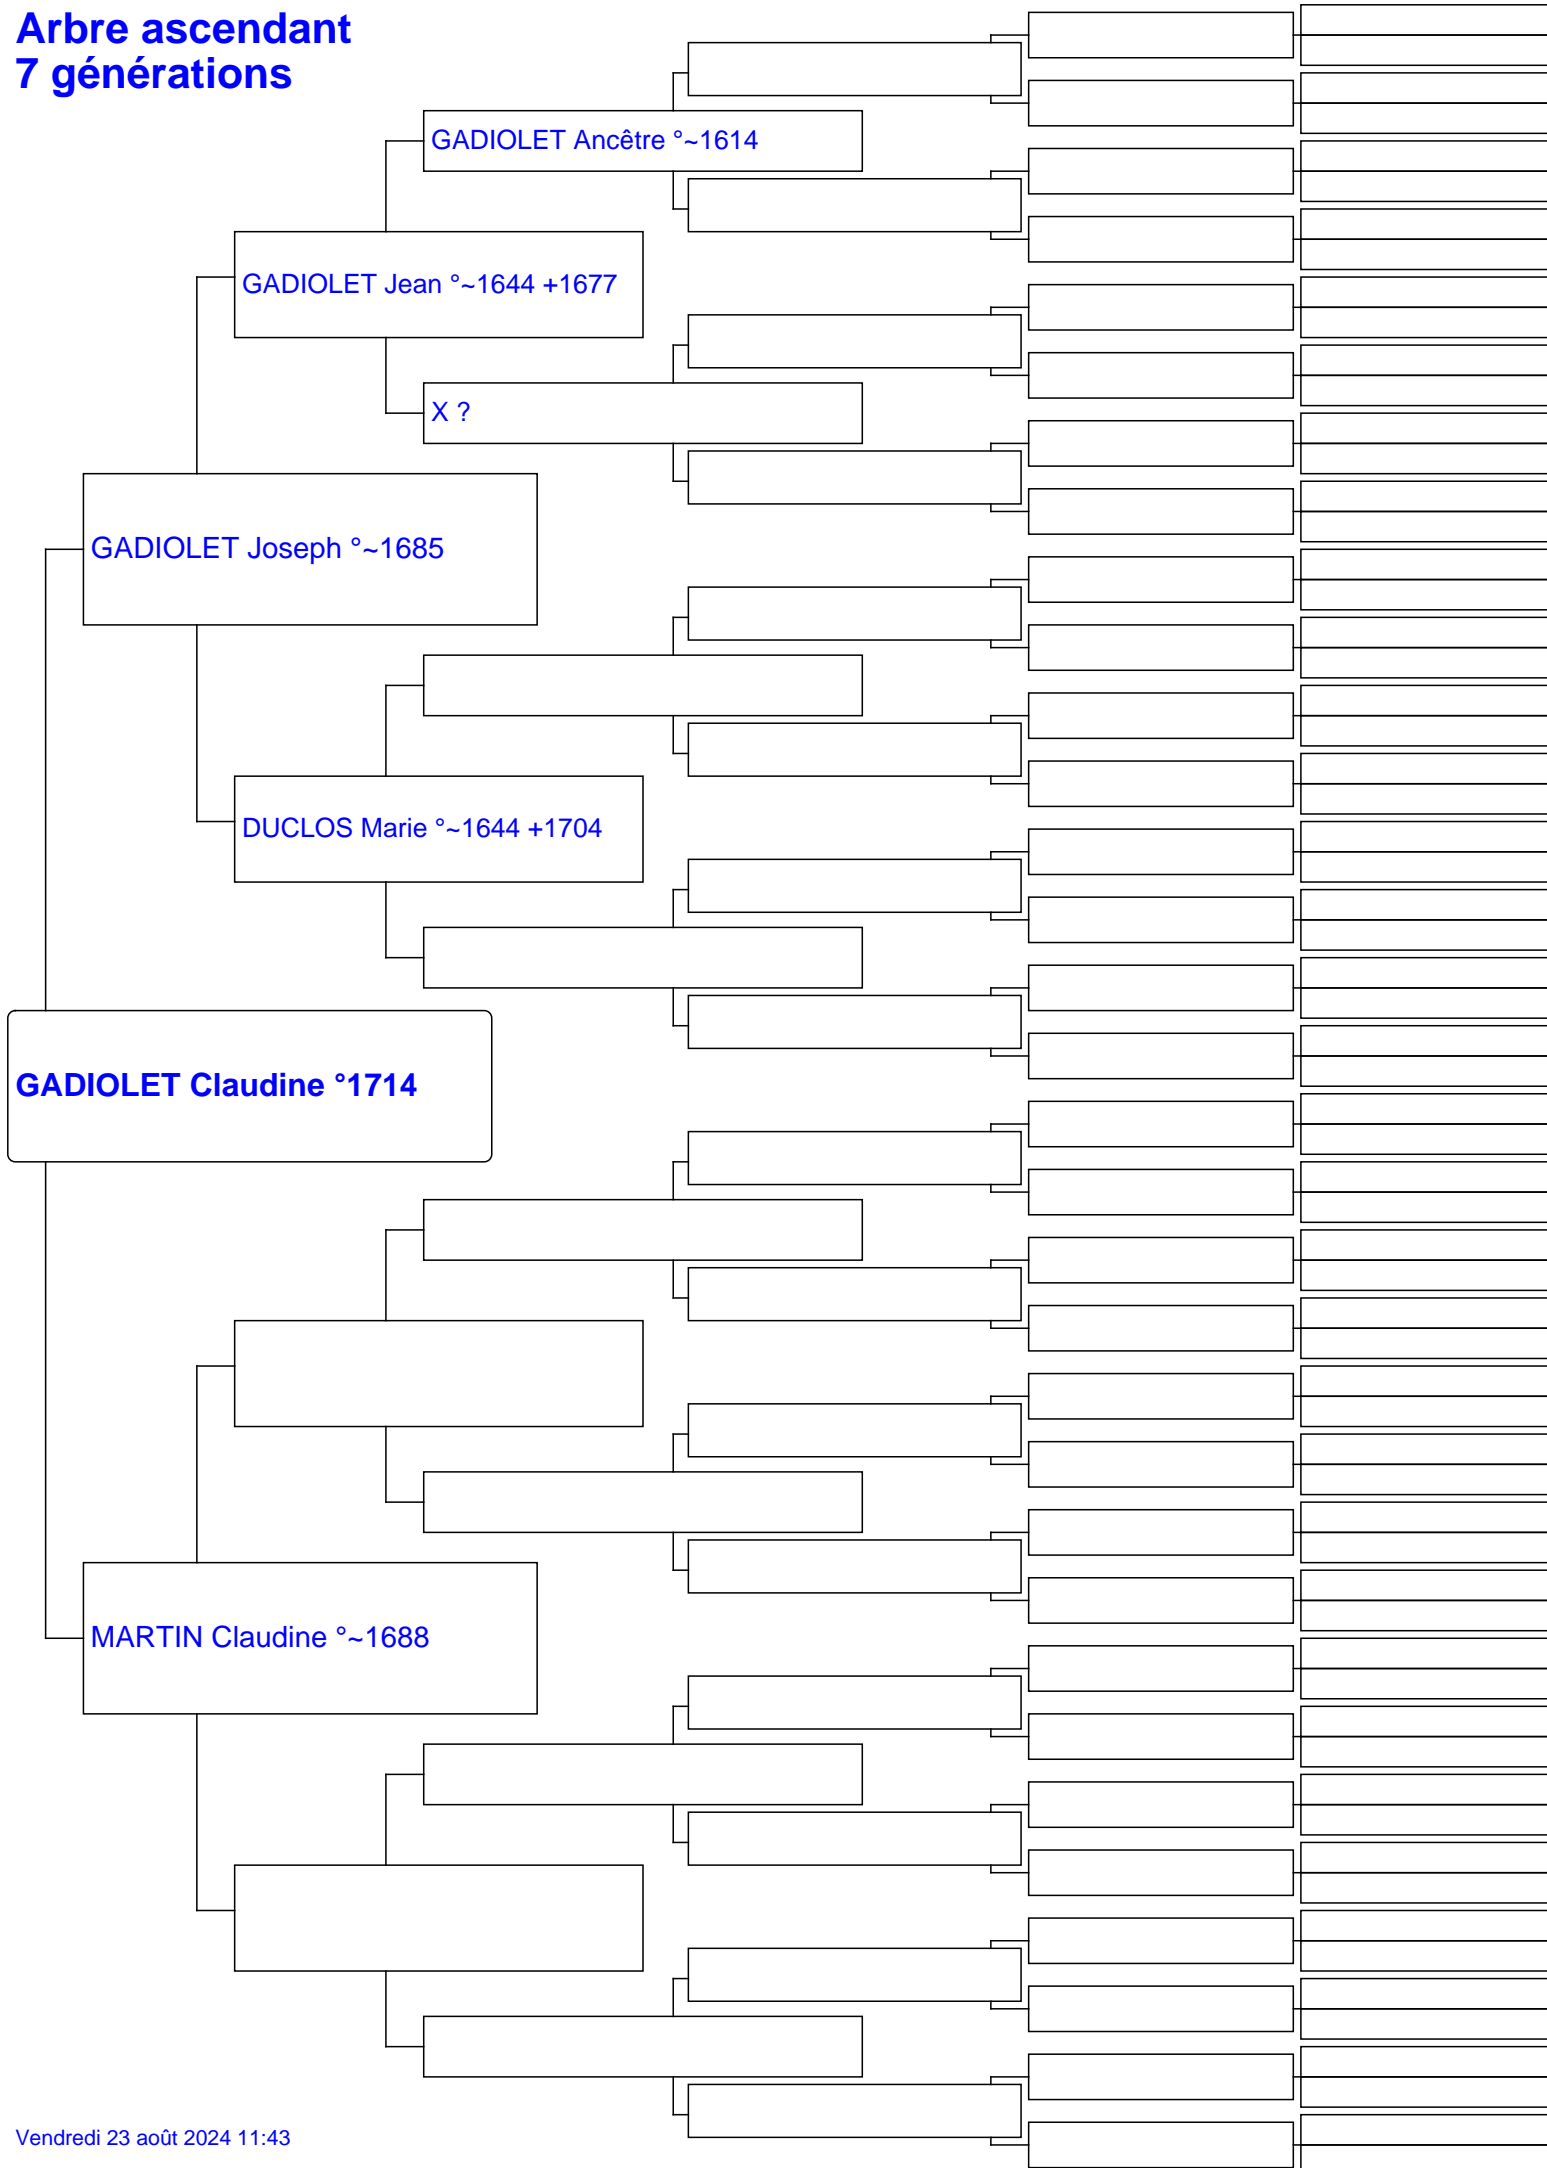 Arbre ascendant
7 générations
GADIOLET Ancêtre °~1614
GADIOLET Jean °~1644 +1677
X ?
GADIOLET Joseph °~1685
DUCLOS Marie °~1644 +1704
GADIOLET Claudine °1714
MARTIN Claudine °~1688
Vendredi 23 août 2024 11:43